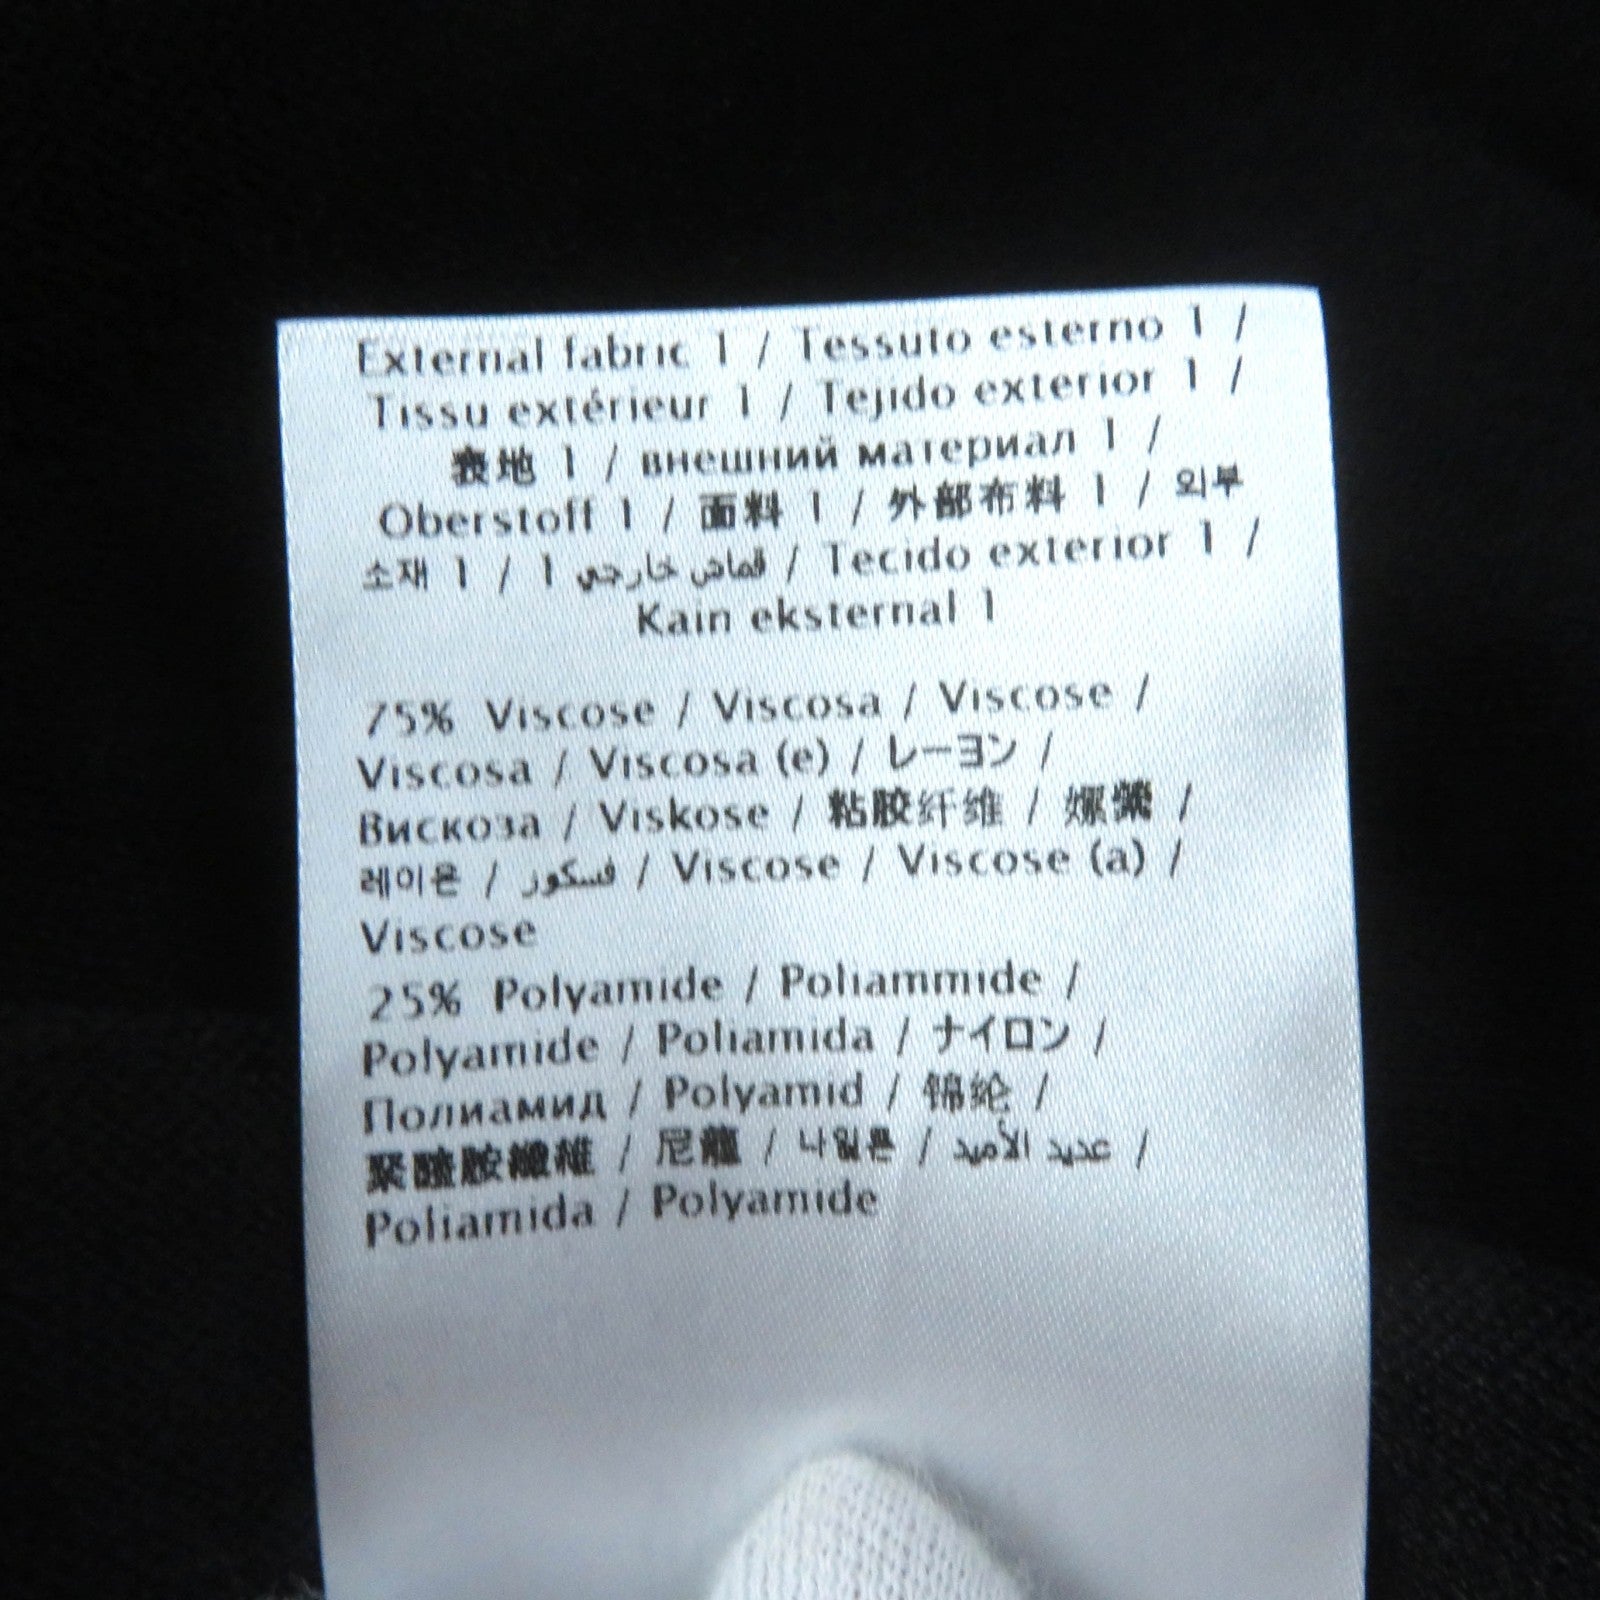 External fabric 1 / Tessuto esterno 1 /
Tissu extérieur 1 / Tejido exterior 1 /
表地 1 / внешний материал 1 /
Oberstoff 1 / 面料 1 / 外部布料 1 / 외부
소재 1 / قماش خارجي 1 / Tecido exterior 1 /
Kain eksternal 1
75% Viscose / Viscosa / Viscose /
Viscosa / Viscosa (e) / レーヨン /
Вискоза / Viskose / 粘胶纤维 / 嫘縈 /
레이온 / فسكوز / Viscose / Viscose (a) /
Viscose
25% Polyamide / Poliammide /
Polyamide / Poliamida / ナイロン /
Полиамид / Polyamid / 锦纶 /
聚醯胺纖維 / 尼龍 / 나일론 / عديد الأميد /
Poliamida / Polyamide